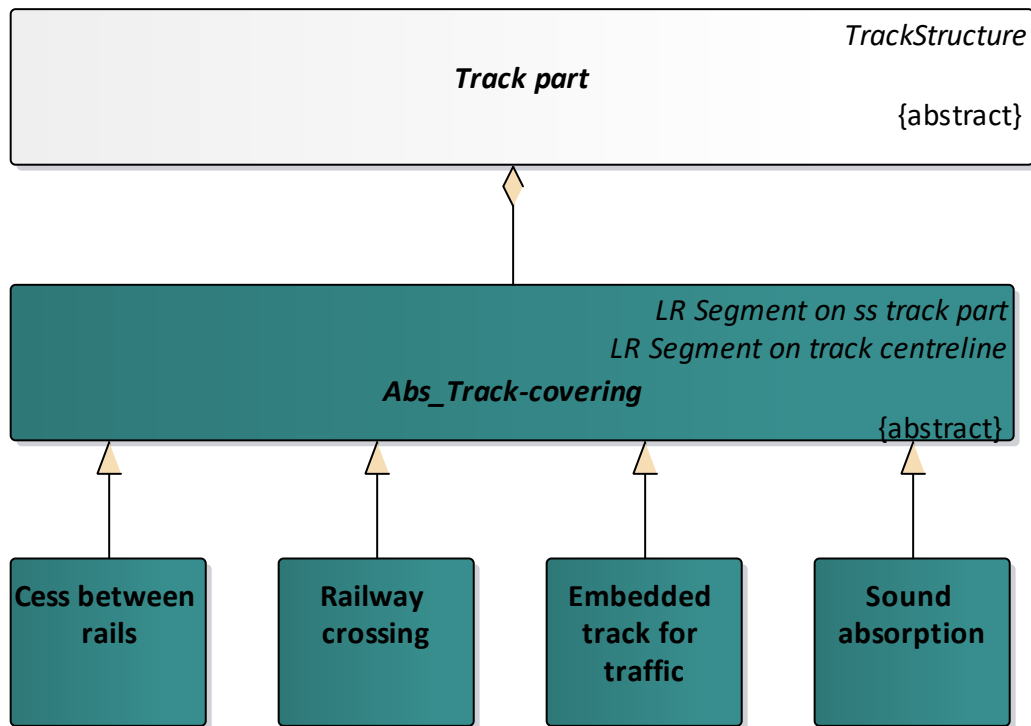 TrackStructure
Track part
{abstract}
LR Segment on ss track part
LR Segment on track centreline
Abs_Track-covering
{abstract}
Cess between
rails
Railway
crossing
Embedded
track for
traffic
Sound
absorption